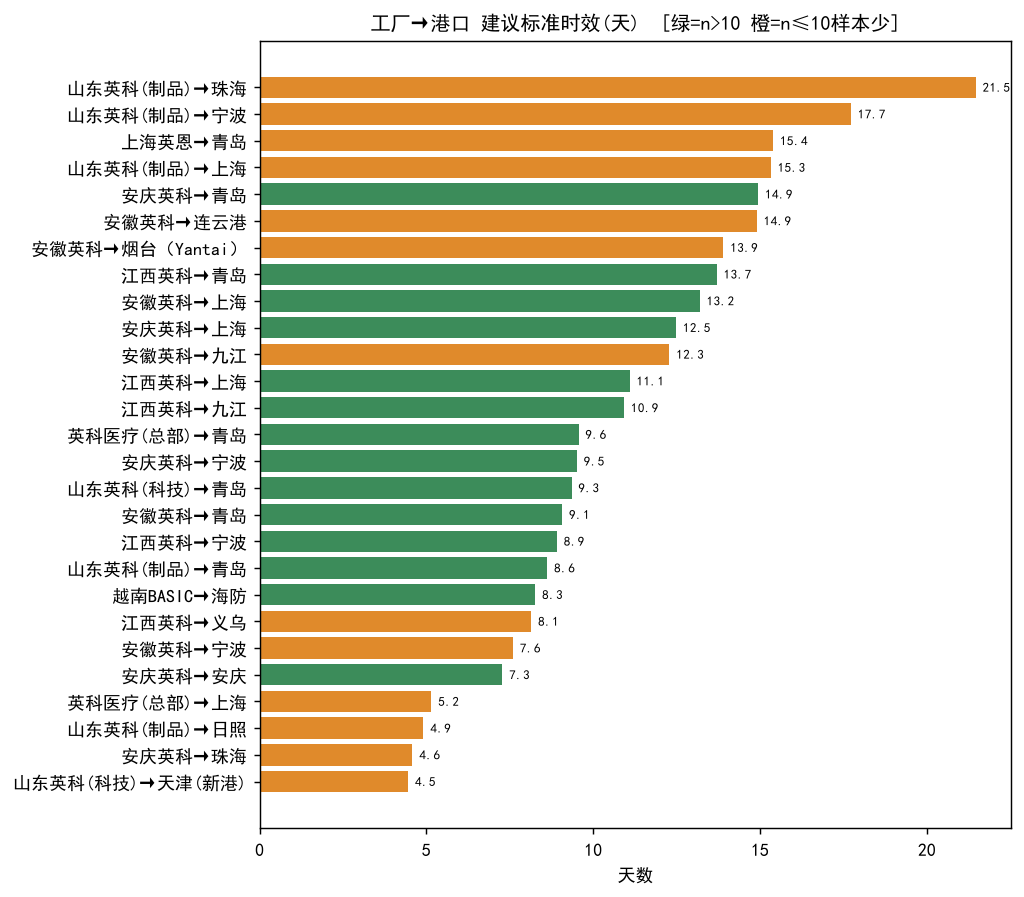 工厂→港口 建议标准时效(天) [绿=n>10 橙=n≤10样本少]
山东英科(制品)→珠海 21.5
山东英科(制品)→宁波 17.7
上海英恩→青岛 15.4
山东英科(制品)→上海 15.3
安庆英科→青岛 14.9
安徽英科→连云港 14.9
安徽英科→烟台（Yantai） 13.9
江西英科→青岛 13.7
安徽英科→上海 13.2
安庆英科→上海 12.5
安徽英科→九江 12.3
江西英科→上海 11.1
江西英科→九江 10.9
英科医疗(总部)→青岛 9.6
安庆英科→宁波 9.5
山东英科(科技)→青岛 9.3
安徽英科→青岛 9.1
江西英科→宁波 8.9
山东英科(制品)→青岛 8.6
越南BASIC→海防 8.3
江西英科→义乌 8.1
安徽英科→宁波 7.6
安庆英科→安庆 7.3
英科医疗(总部)→上海 5.2
山东英科(制品)→日照 4.9
安庆英科→珠海 4.6
山东英科(科技)→天津(新港) 4.5
0 5 10 15 20
天数